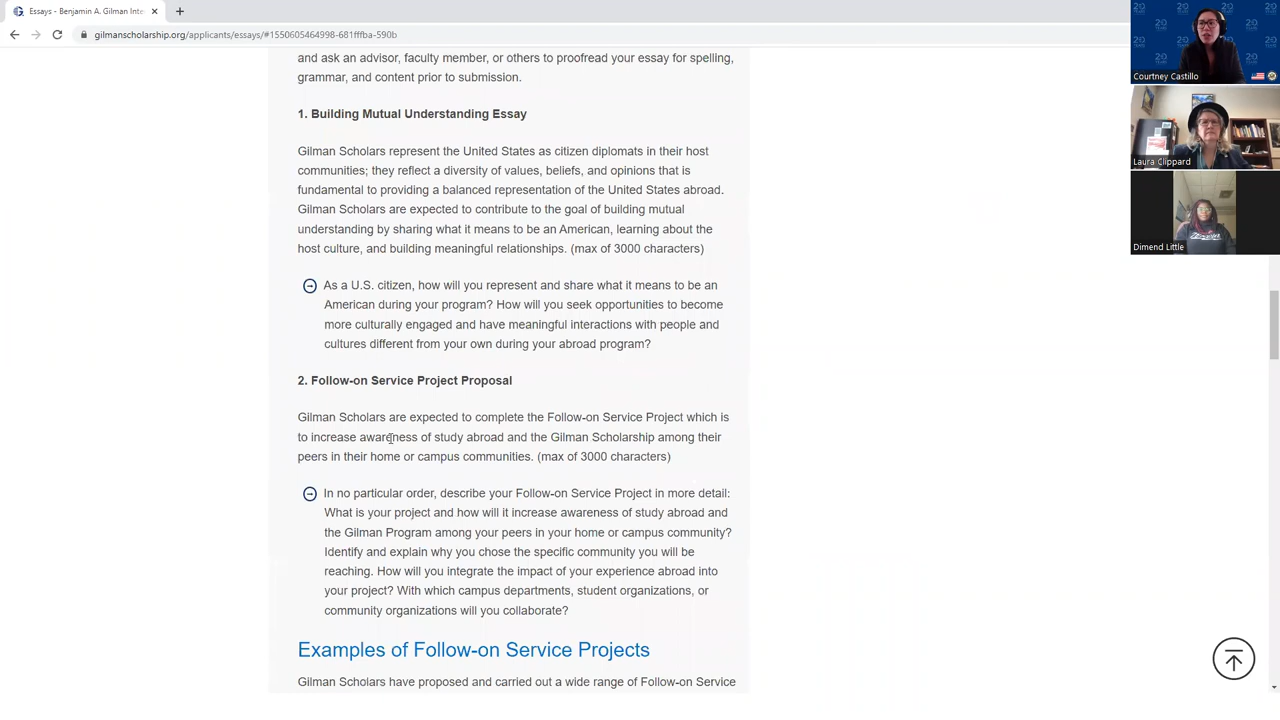 Essays - Benjamin A. Gilman Inte
gilmanscholarship.org/applicants/essays/#1550605464998-681fffba-590b
and ask an advisor, faculty member, or others to proofread your essay for spelling,
grammar, and content prior to submission.
1. Building Mutual Understanding Essay
Gilman Scholars represent the United States as citizen diplomats in their host
communities; they reflect a diversity of values, beliefs, and opinions that is
fundamental to providing a balanced representation of the United States abroad.
Gilman Scholars are expected to contribute to the goal of building mutual
understanding by sharing what it means to be an American, learning about the
host culture, and building meaningful relationships. (max of 3000 characters)
As a U.S. citizen, how will you represent and share what it means to be an
American during your program? How will you seek opportunities to become
more culturally engaged and have meaningful interactions with people and
cultures different from your own during your abroad program?
2. Follow-on Service Project Proposal
Gilman Scholars are expected to complete the Follow-on Service Project which is
to increase awareness of study abroad and the Gilman Scholarship among their
peers in their home or campus communities. (max of 3000 characters)
In no particular order, describe your Follow-on Service Project in more detail:
What is your project and how will it increase awareness of study abroad and
the Gilman Program among your peers in your home or campus community?
Identify and explain why you chose the specific community you will be
reaching. How will you integrate the impact of your experience abroad into
your project? With which campus departments, student organizations, or
community organizations will you collaborate?
Examples of Follow-on Service Projects
Gilman Scholars have proposed and carried out a wide range of Follow-on Service
Courtney Castillo
Laura Clippard
Dimend Little